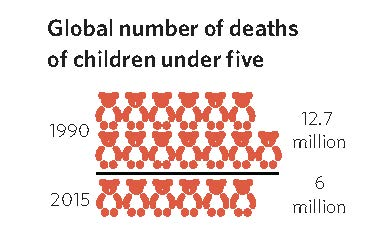 Global number of deaths
of children under five
1990
12.7
million
2015
6
million